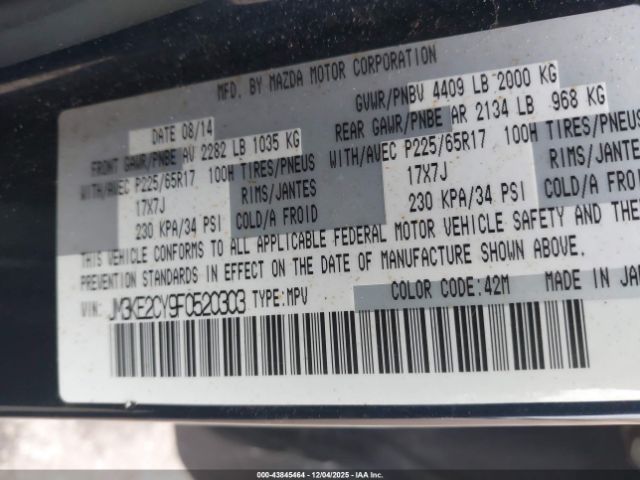 MFD. BY MAZDA MOTOR CORPORATION
DATE 08/14 GVWR/PNBV 4409 LB 2000 KG
FRONT GAWR/PNBE AV 2282 LB 1035 KG REAR GAWR/PNBE AR 2134 LB 968 KG
WITH/AVEC P225/65R17 100H TIRES/PNEUS WITH/AVEC P225/65R17 100H TIRES/PNEUS
17X7J RIMS/JANTES 17X7J RIMS/JANTES
230 KPA/34 PSI COLD/A FROID 230 KPA/34 PSI COLD/A FROID
THIS VEHICLE CONFORMS TO ALL APPLICABLE FEDERAL MOTOR VEHICLE SAFETY AND THE
PREVENTION STANDARDS IN EFFECT ON THE DATE OF MANUFACTURE SHOWN ABOVE.
VIN: JM3KE2CY9F0520303 TYPE:MPV COLOR CODE:42M MADE IN JA
000-43845464 - 12/04/2025 - IAAI.COM